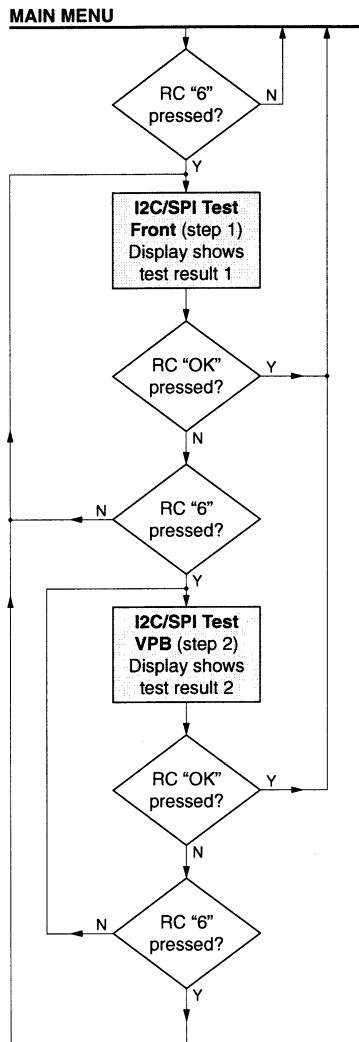 MAIN MENU
RC “6”
pressed?
N
Y
I2C/SPI Test
Front (step 1)
Display shows
test result 1
RC “OK”
pressed?
Y
N
RC “6”
pressed?
N
Y
I2C/SPI Test
VPB (step 2)
Display shows
test result 2
RC “OK”
pressed?
Y
N
RC “6”
pressed?
N
Y